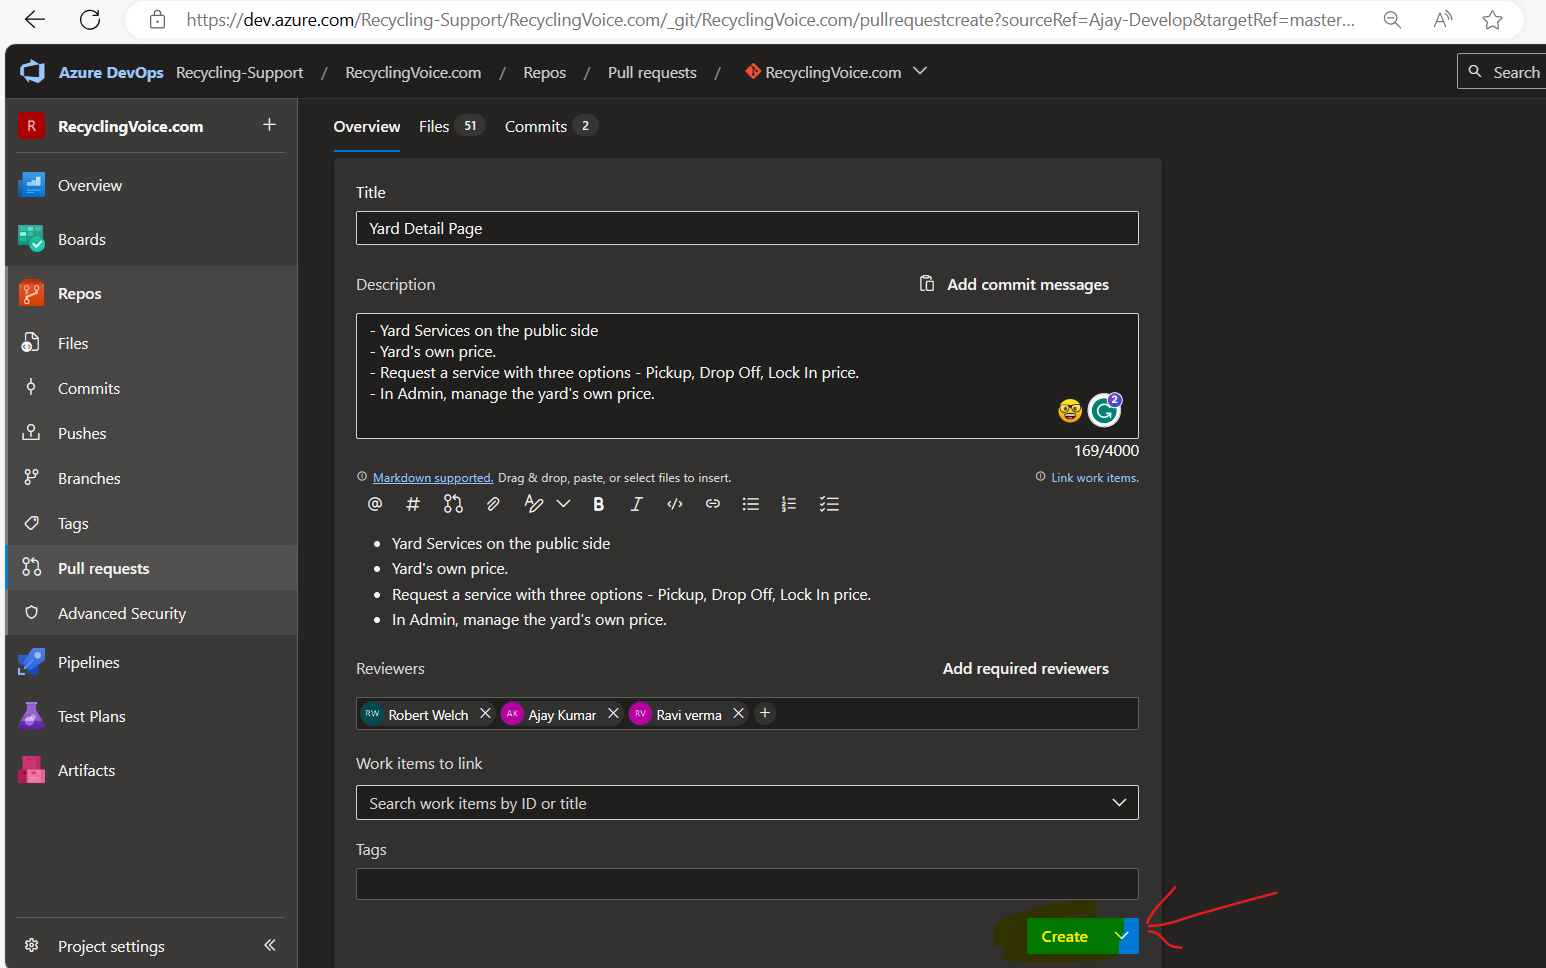 https://dev.azure.com/Recycling-Support/RecyclingVoice.com/_git/RecyclingVoice.com/pullrequestcreate?sourceRef=Ajay-Develop&targetRef=master...
Azure DevOps Recycling-Support / RecyclingVoice.com / Repos / Pull requests / RecyclingVoice.com
Search
R RecyclingVoice.com +
Overview
Boards
Repos
Files
Commits
Pushes
Branches
Tags
Pull requests
Advanced Security
Pipelines
Test Plans
Artifacts
Project settings
Overview Files 51 Commits 2
Title
Yard Detail Page
Description Add commit messages
- Yard Services on the public side
- Yard's own price.
- Request a service with three options - Pickup, Drop Off, Lock In price.
- In Admin, manage the yard's own price.
2
169/4000
Markdown supported. Drag & drop, paste, or select files to insert. Link work items.
• Yard Services on the public side
• Yard's own price.
• Request a service with three options - Pickup, Drop Off, Lock In price.
• In Admin, manage the yard's own price.
Reviewers Add required reviewers
RW Robert Welch AK Ajay Kumar RV Ravi verma
Work items to link
Search work items by ID or title
Tags
Create